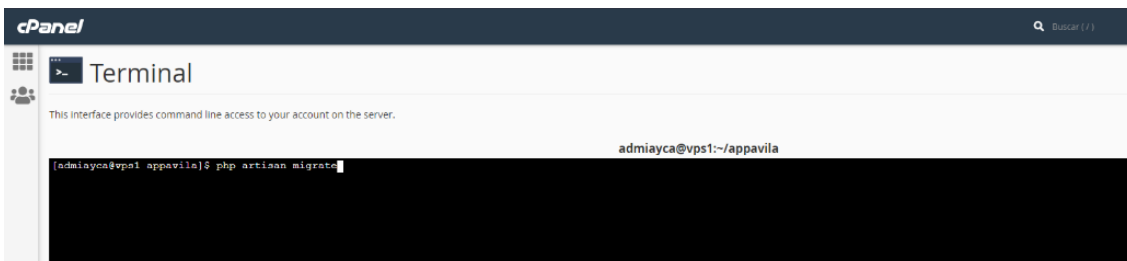 cPanel
Buscar ( / )
Terminal
This interface provides command line access to your account on the server.
admiayca@vps1:~/appavila
[admiayca@vps1 appavila]$ php artisan migrate